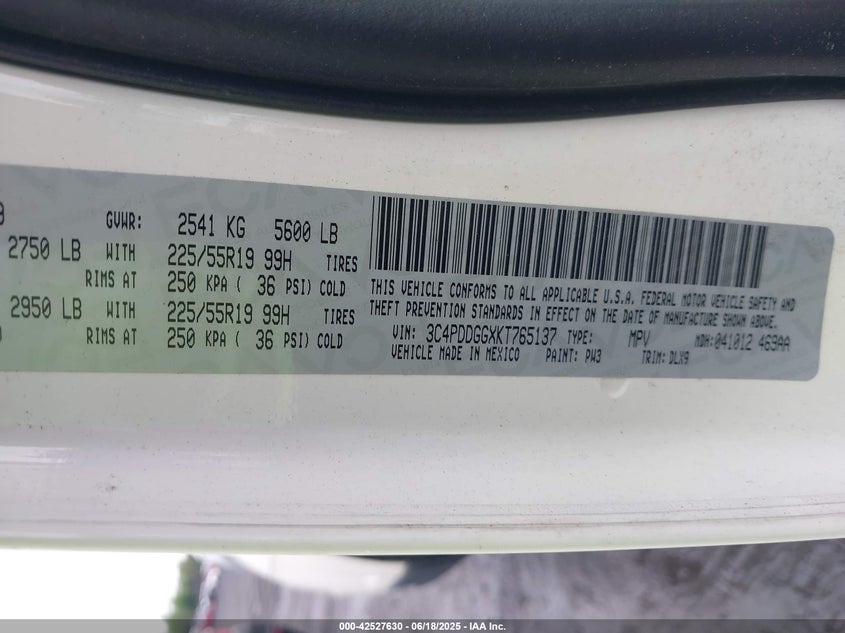 GVWR: 2541 KG 5600 LB
2750 LB WITH 225/55R19 99H TIRES
RIMS AT 250 KPA ( 36 PSI) COLD
2950 LB WITH 225/55R19 99H TIRES
RIMS AT 250 KPA ( 36 PSI) COLD
THIS VEHICLE CONFORMS TO ALL APPLICABLE U.S.A. FEDERAL MOTOR VEHICLE SAFETY AND
THEFT PREVENTION STANDARDS IN EFFECT ON THE DATE OF MANUFACTURE SHOWN ABOVE.
VIN: 3C4PDDGGXKT765137 TYPE: MPV MDH: 041012 469AA
VEHICLE MADE IN MEXICO PAINT: PW3 TRIM: DLX9
000-42527630 - 06/18/2025 - IAA Inc.